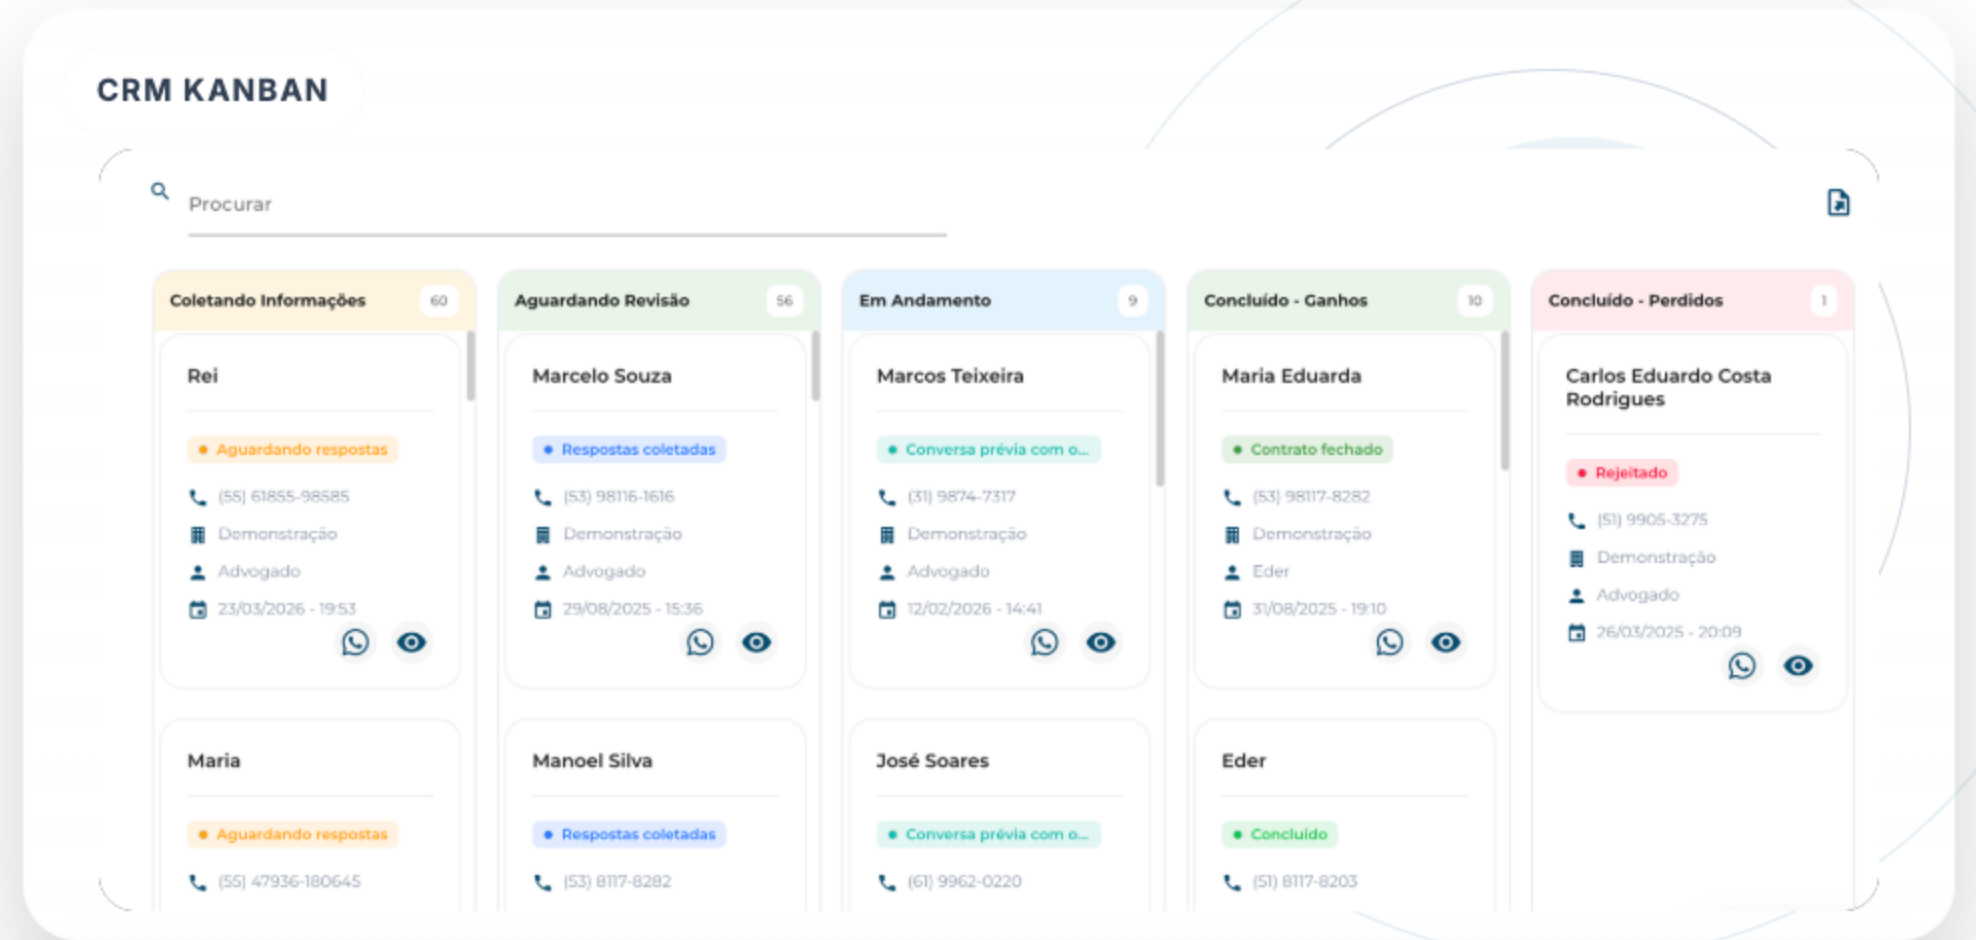 CRM KANBAN
Procurar
Coletando Informações 60
Rei
Aguardando respostas
(55) 61855-98585
Demonstração
Advogado
23/03/2026 - 19:53
Maria
Aguardando respostas
(55) 47936-180645
Aguardando Revisão 56
Marcelo Souza
Respostas coletadas
(53) 98116-1616
Demonstração
Advogado
29/08/2025 - 15:36
Manoel Silva
Respostas coletadas
(53) 8117-8282
Em Andamento 9
Marcos Teixeira
Conversa prévia com o...
(31) 9874-7317
Demonstração
Advogado
12/02/2026 - 14:41
José Soares
Conversa prévia com o...
(61) 9962-0220
Concluído - Ganhos 10
Maria Eduarda
Contrato fechado
(53) 98117-8282
Demonstração
Eder
31/08/2025 - 19:10
Eder
Concluído
(51) 8117-8203
Concluído - Perdidos 1
Carlos Eduardo Costa
Rodrigues
Rejeitado
(51) 9905-3275
Demonstração
Advogado
26/03/2025 - 20:09